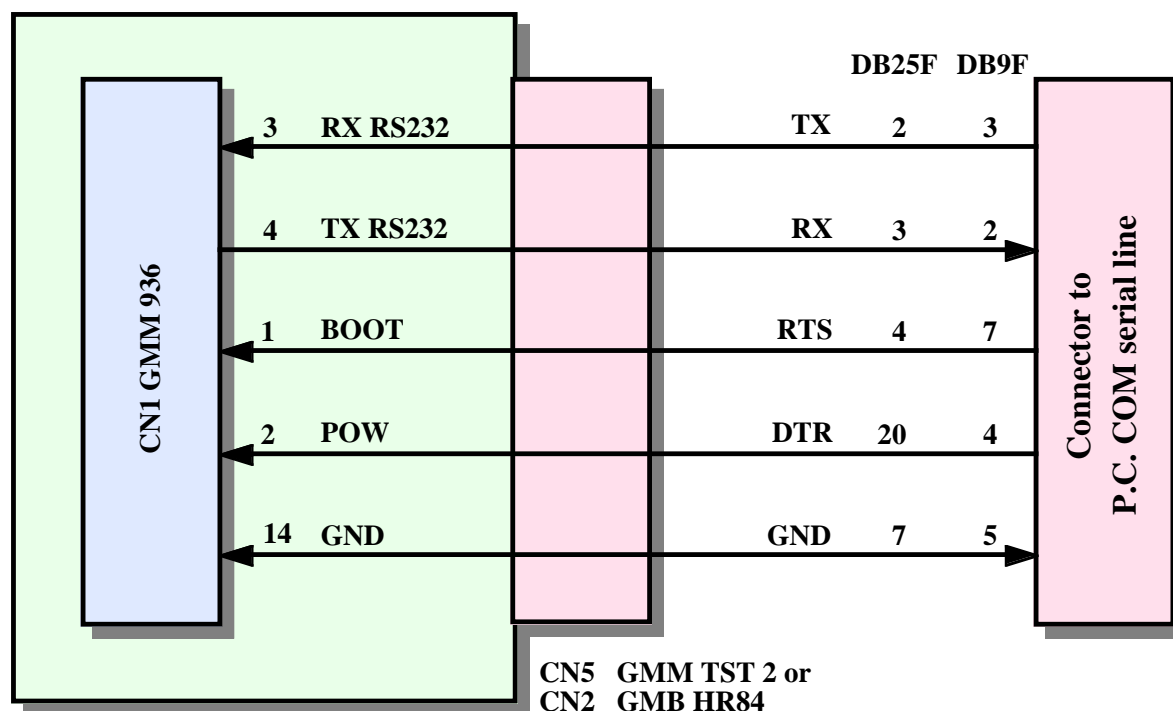 DB25F DB9F
3 RX RS232 TX 2 3
4 TX RS232 RX 3 2
1 BOOT RTS 4 7
2 POW DTR 20 4
14 GND GND 7 5
CN1 GMM 936
Connector to
P.C. COM serial line
CN5 GMM TST 2 or
CN2 GMB HR84